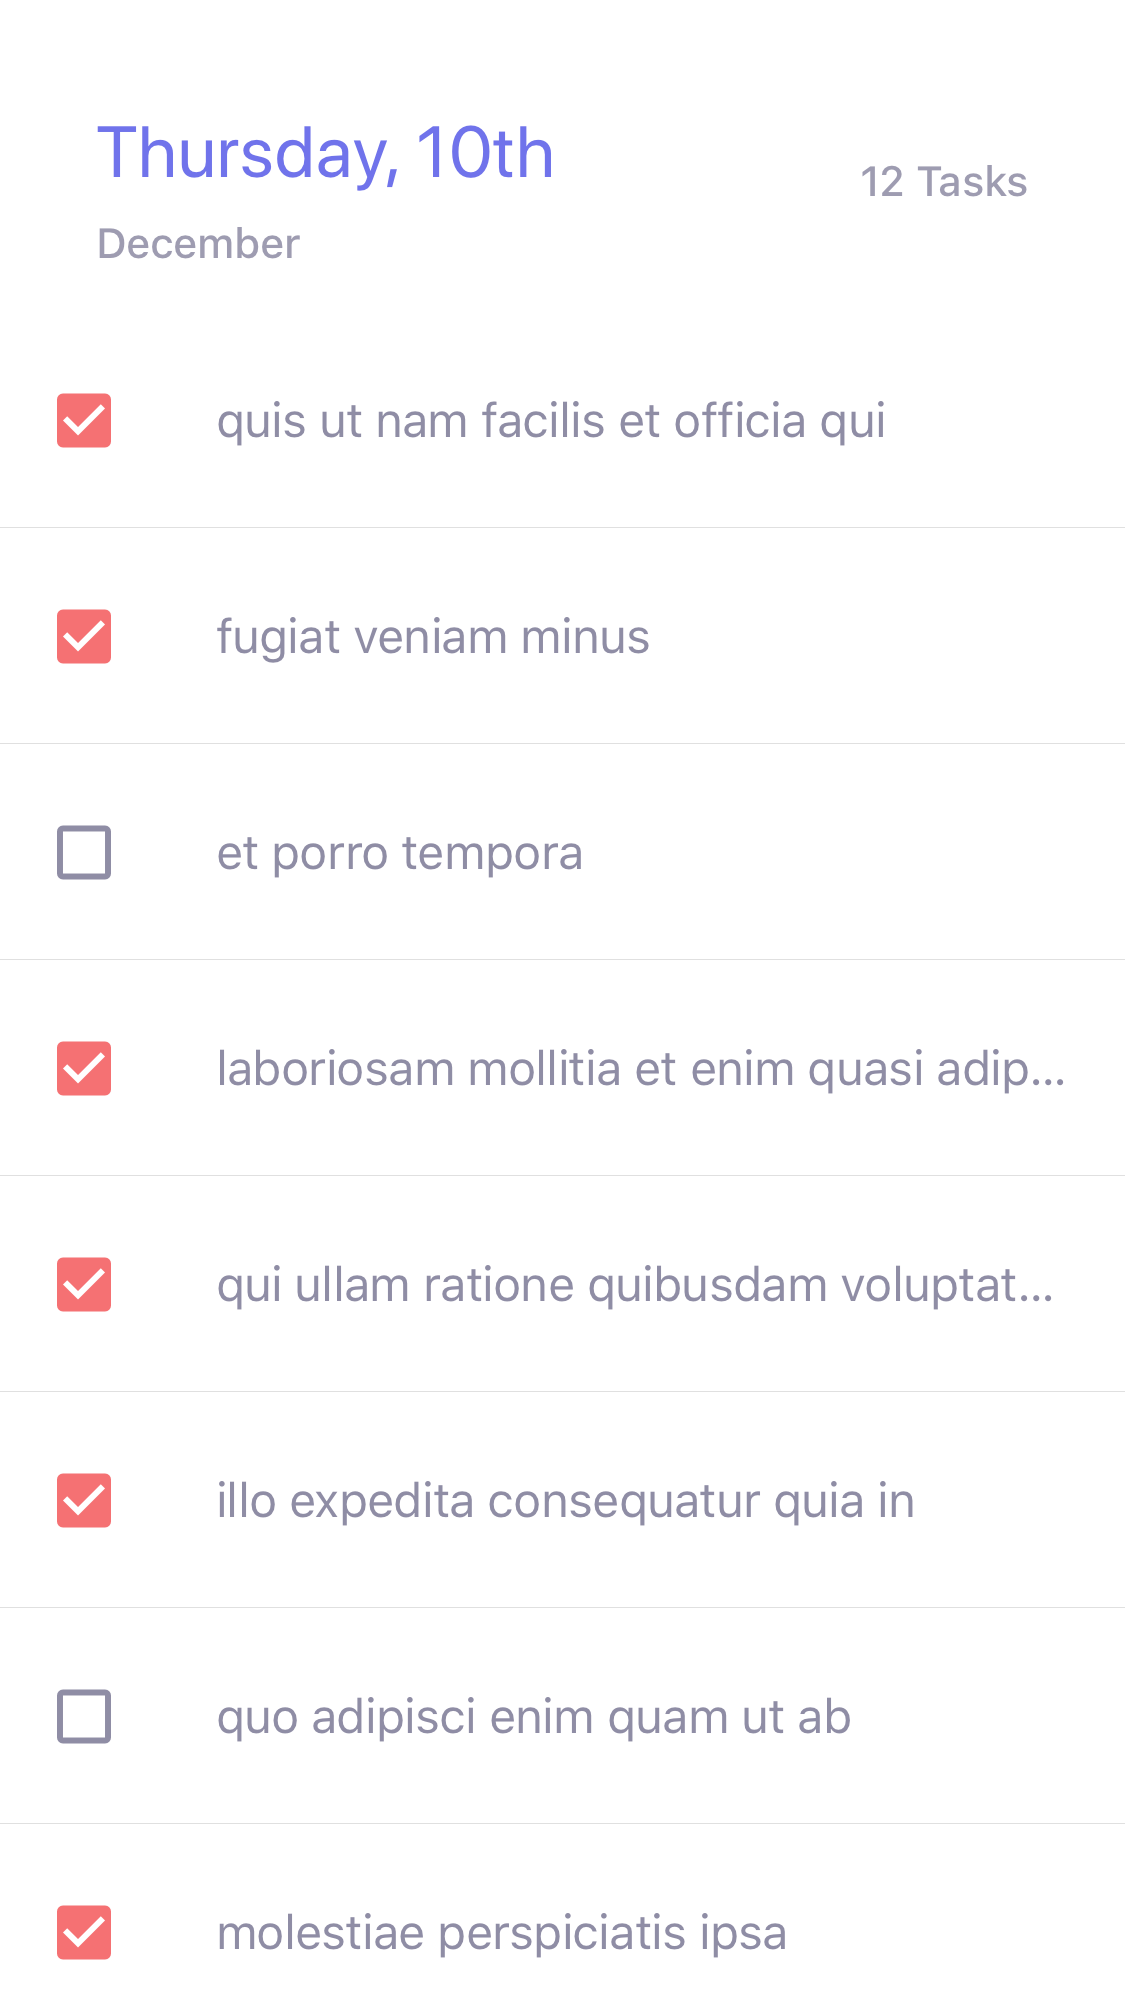 Thursday, 10th
12 Tasks
December
quis ut nam facilis et officia qui
fugiat veniam minus
et porro tempora
laboriosam mollitia et enim quasi adip...
qui ullam ratione quibusdam voluptat...
illo expedita consequatur quia in
quo adipisci enim quam ut ab
molestiae perspiciatis ipsa